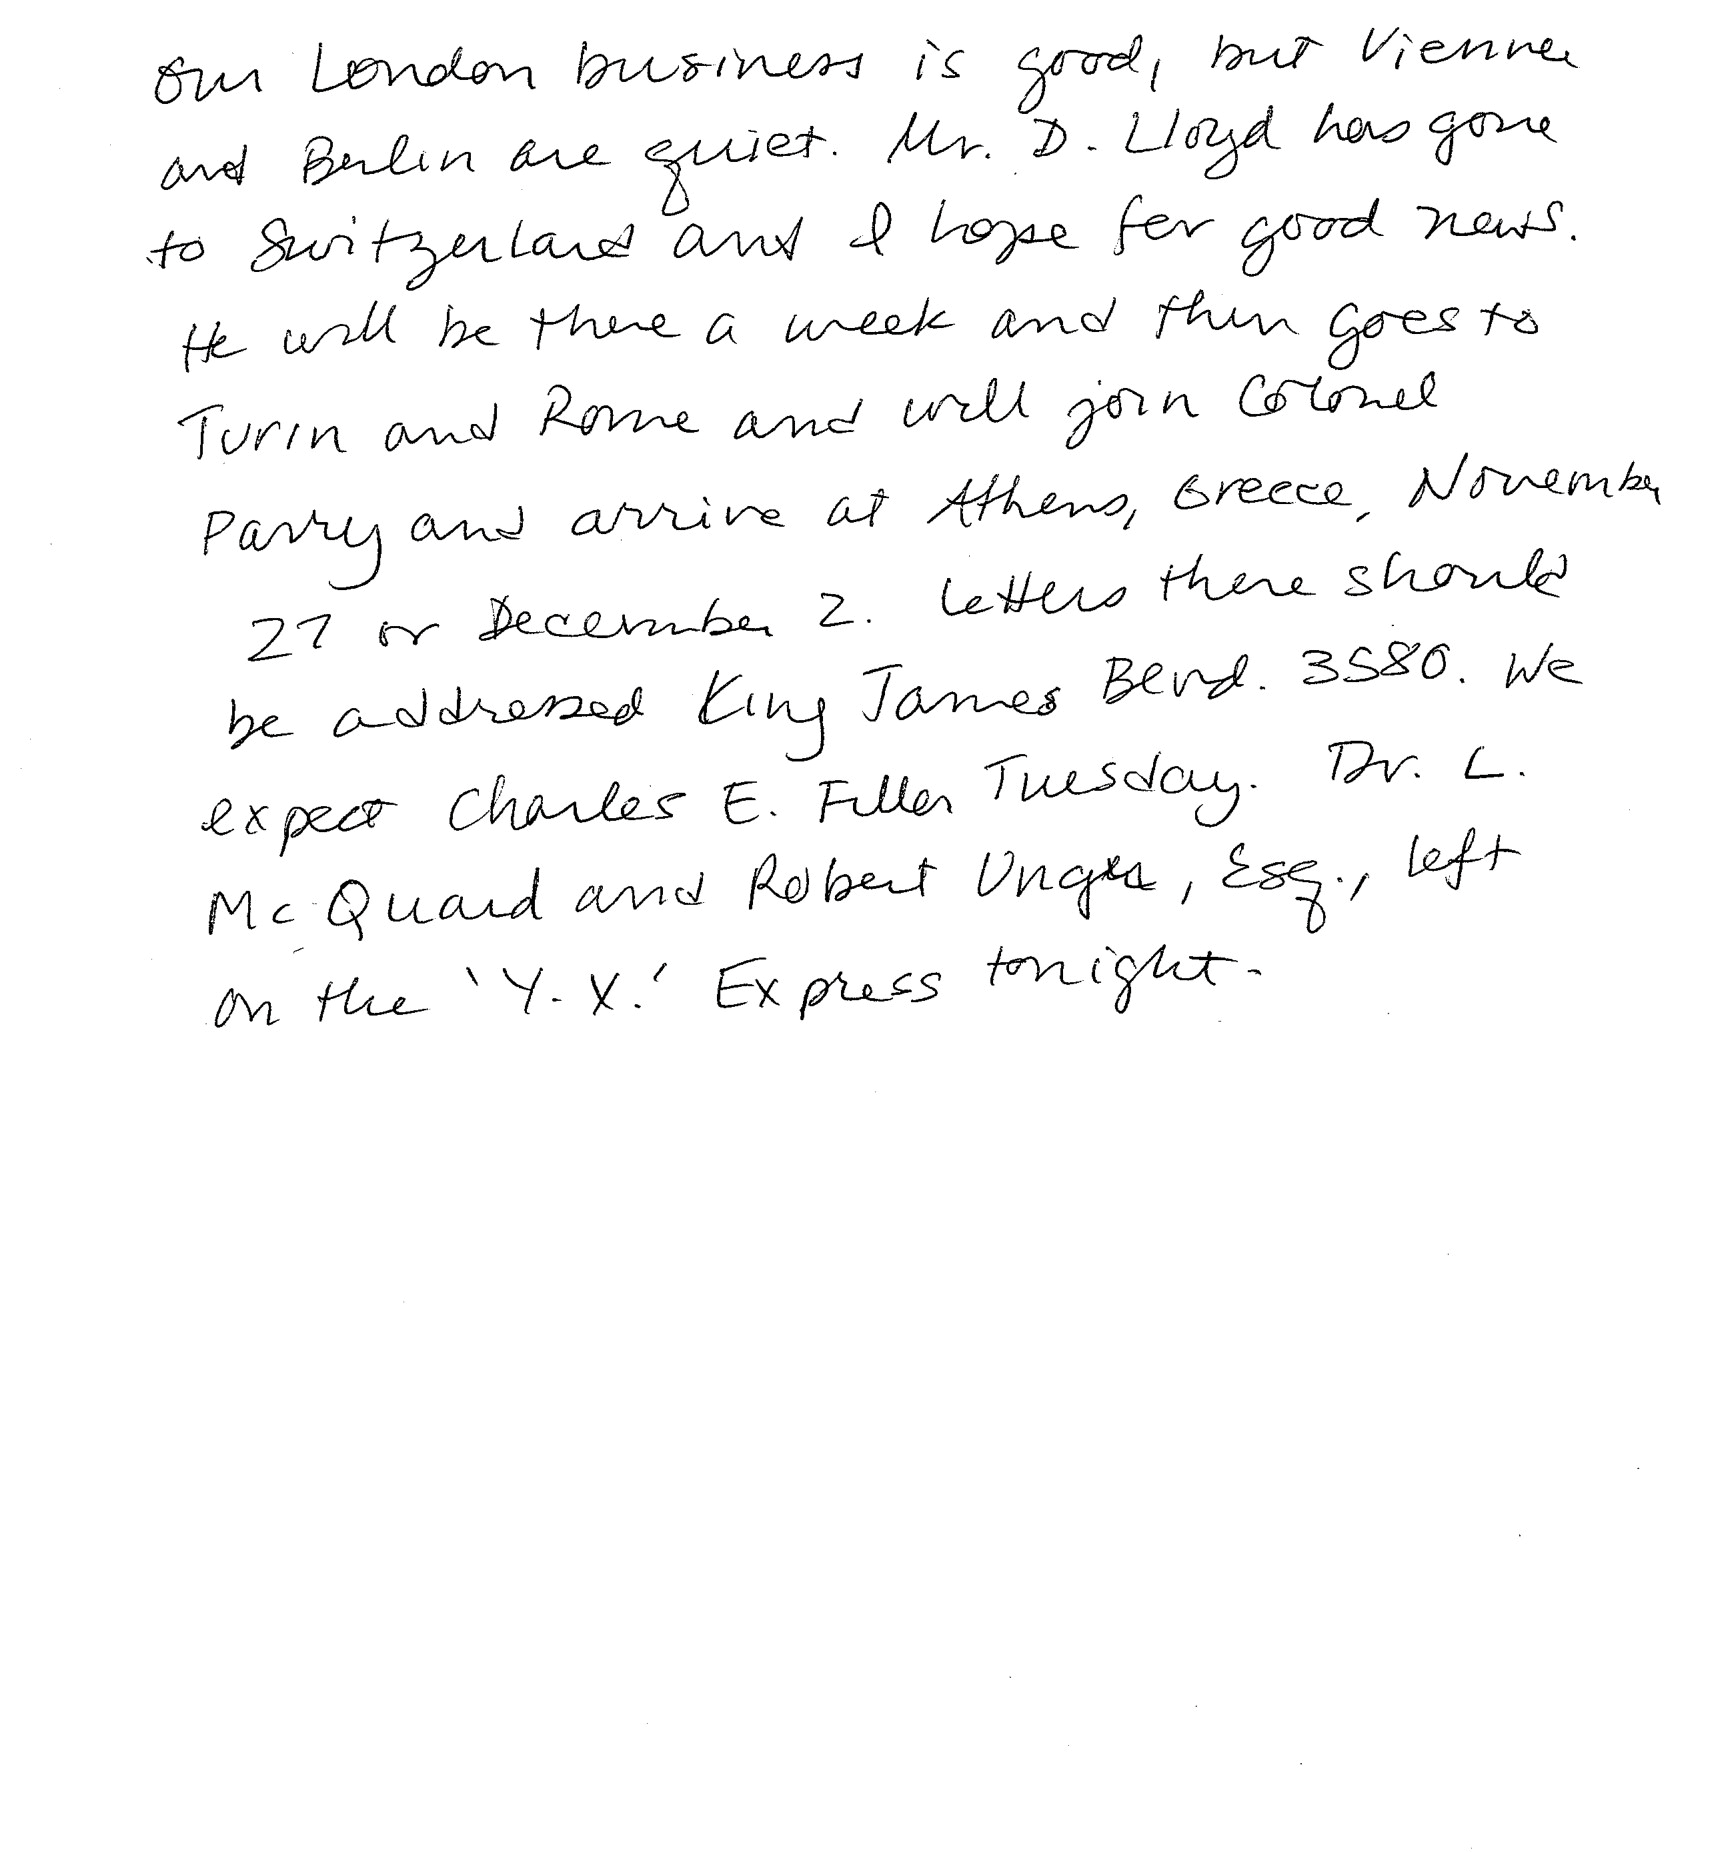 Our London business is good, but Vienna
and Berlin are quiet. Mr. D. Lloyd has gone
to Switzerland and I hope for good news.
He will be there a week and then goes to
Turin and Rome and will join Colonel
Parry and arrive at Athens, Greece, November
27 or December 2. Letters there should
be addressed King James Blvd. 3580. We
expect Charles E. Fuller Tuesday. Dr. L.
McQuaid and Robert Unger, Esq., left
on the 'Y.X.' Express tonight.